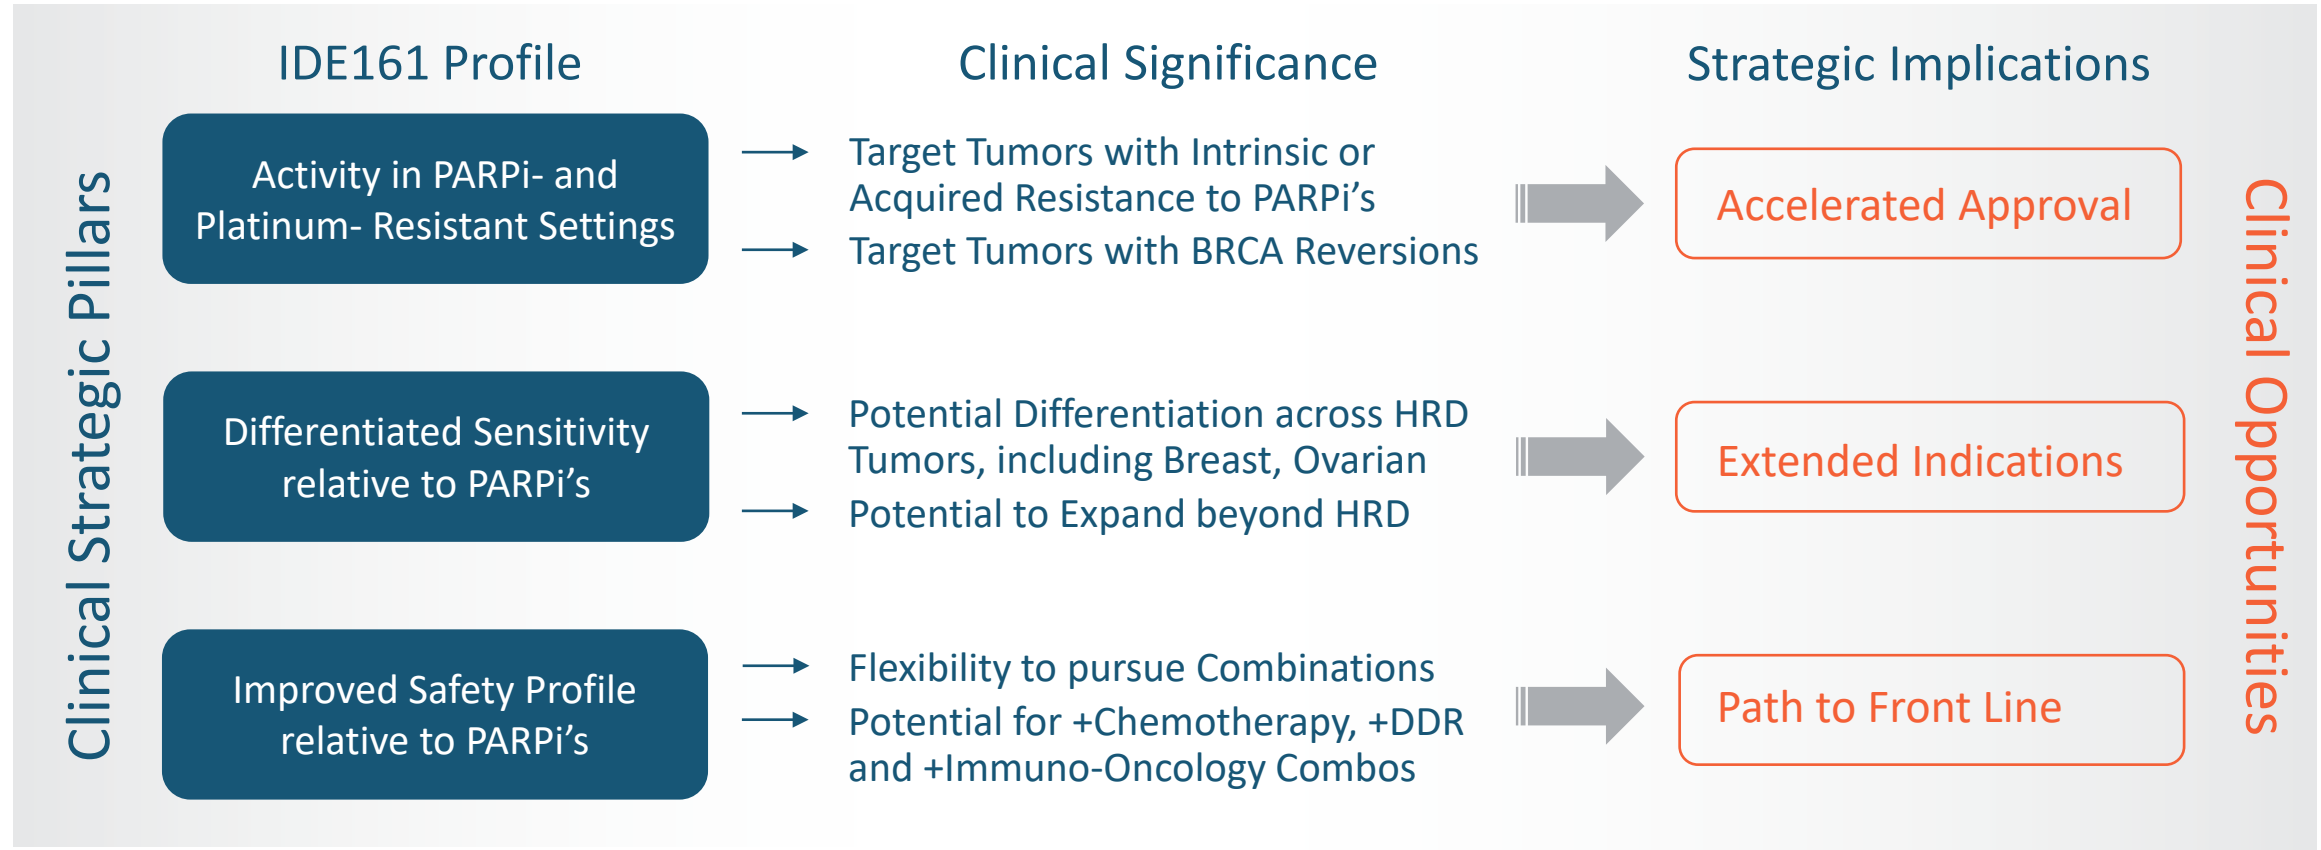 IDE161 Profile
Clinical Significance
Strategic Implications
Clinical Strategic Pillars
Activity in PARPi- and
Platinum- Resistant Settings
Target Tumors with Intrinsic or
Acquired Resistance to PARPi’s
Target Tumors with BRCA Reversions
Accelerated Approval
Differentiated Sensitivity
relative to PARPi’s
Potential Differentiation across HRD
Tumors, including Breast, Ovarian
Potential to Expand beyond HRD
Extended Indications
Improved Safety Profile
relative to PARPi’s
Flexibility to pursue Combinations
Potential for +Chemotherapy, +DDR
and +Immuno-Oncology Combos
Path to Front Line
Clinical Opportunities